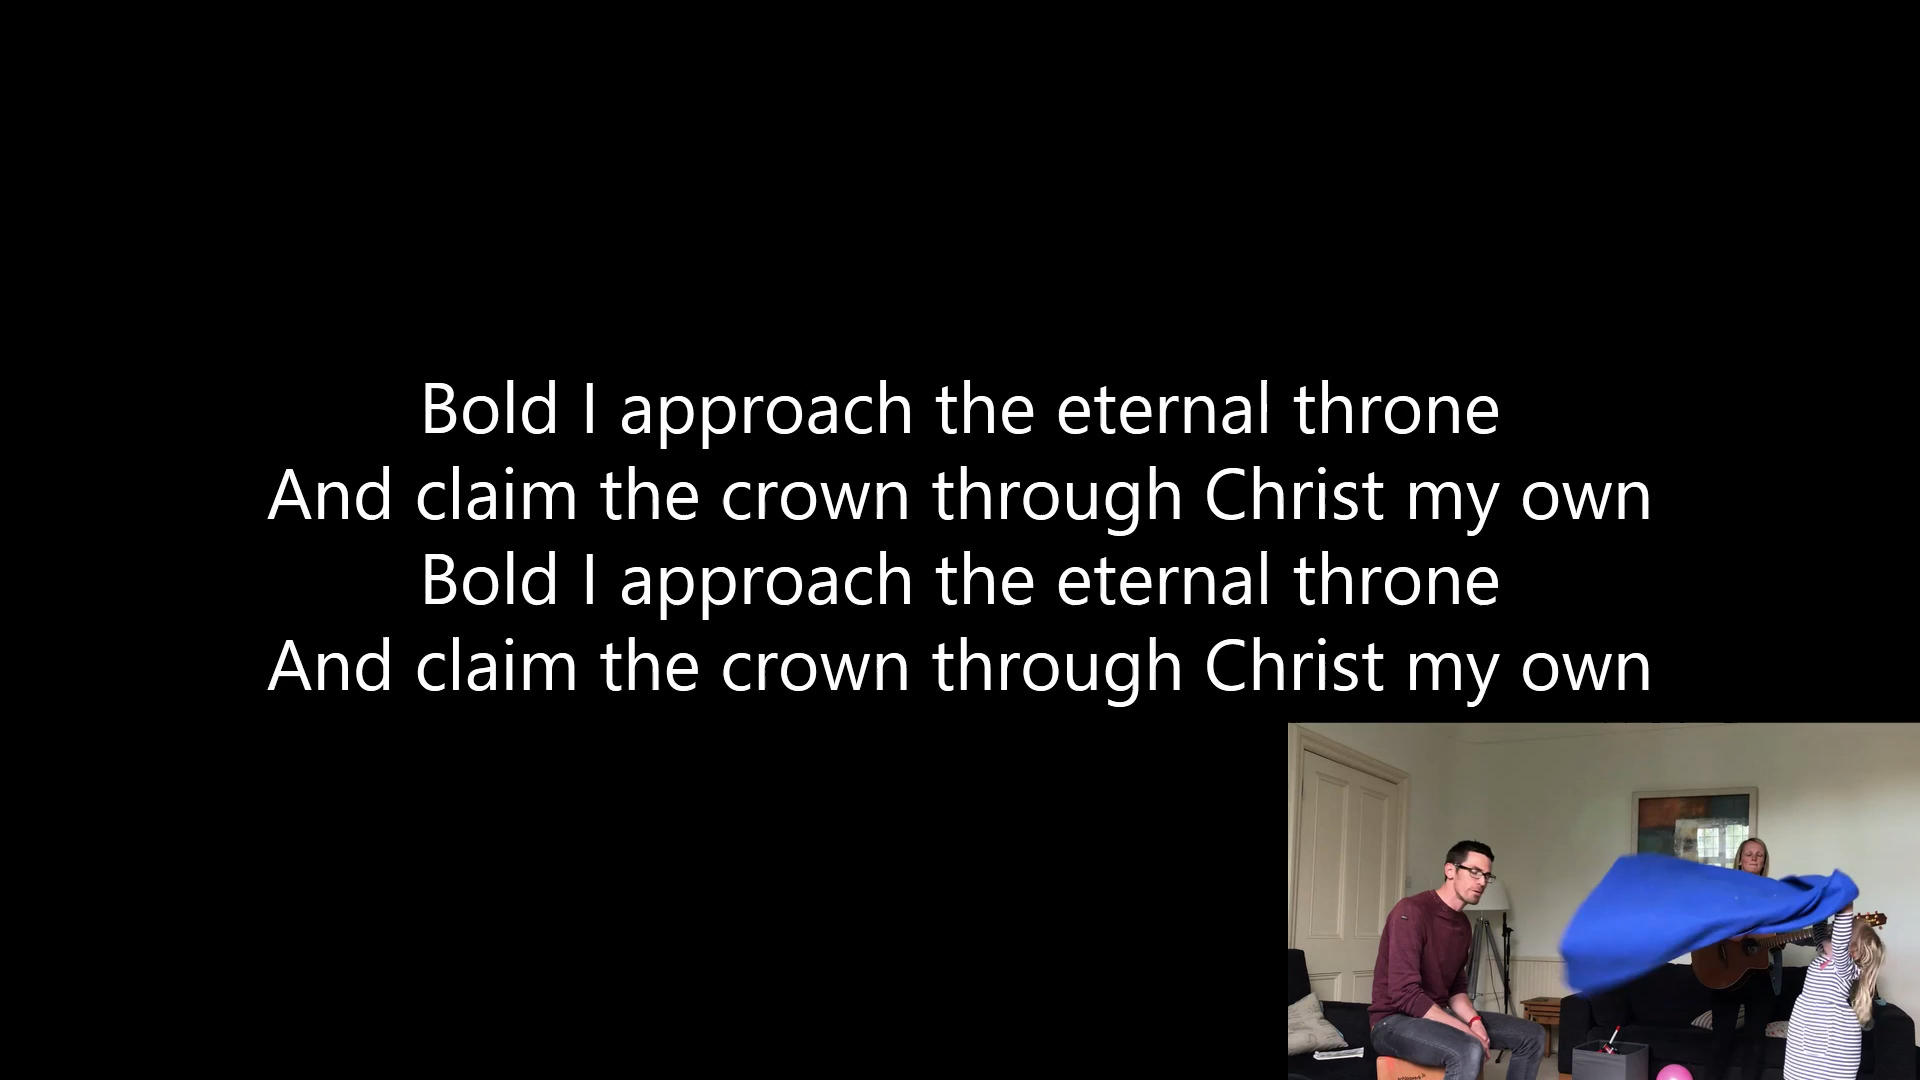 Bold I approach the eternal throne
And claim the crown through Christ my own
Bold I approach the eternal throne
And claim the crown through Christ my own